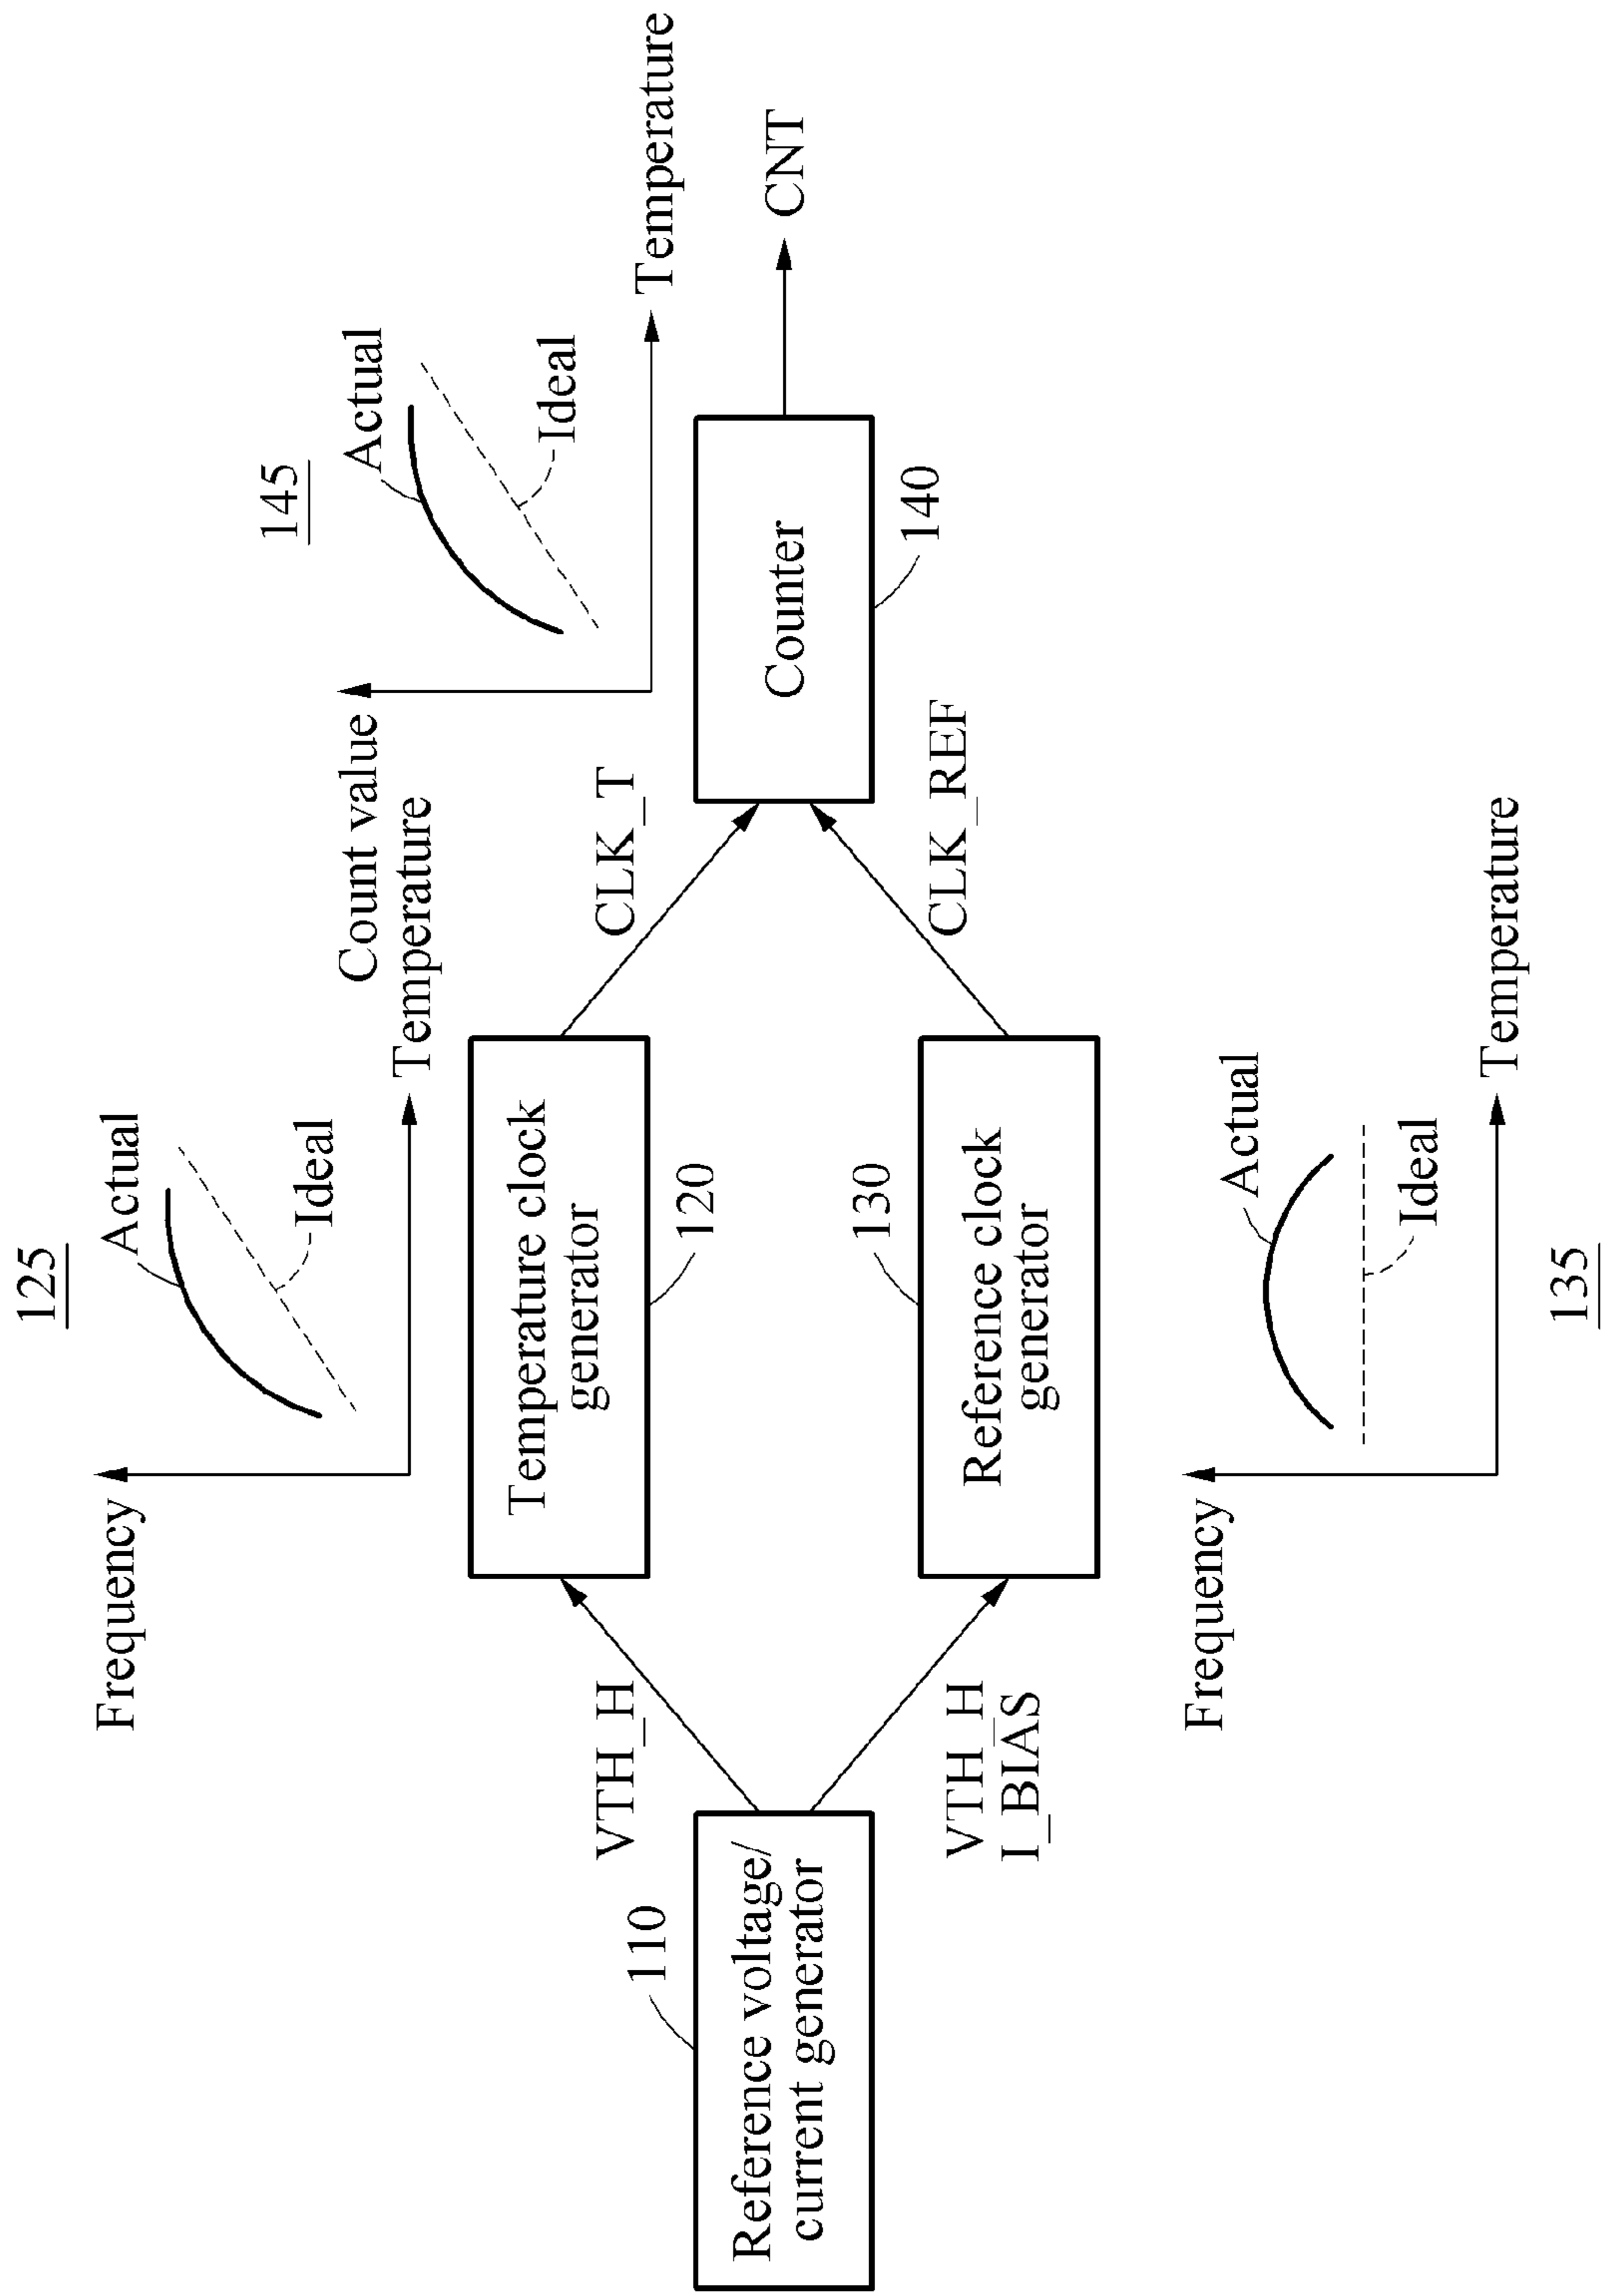 125
Frequency
Actual
Ideal
Temperature
145
Count value
Actual
Ideal
Temperature
110
Reference voltage/
current generator
VTH_H
VTH_H
I_BIAS
Temperature clock
generator
120
130
Reference clock
generator
CLK_T
CLK_REF
Counter
140
CNT
Frequency
Actual
Ideal
Temperature
135